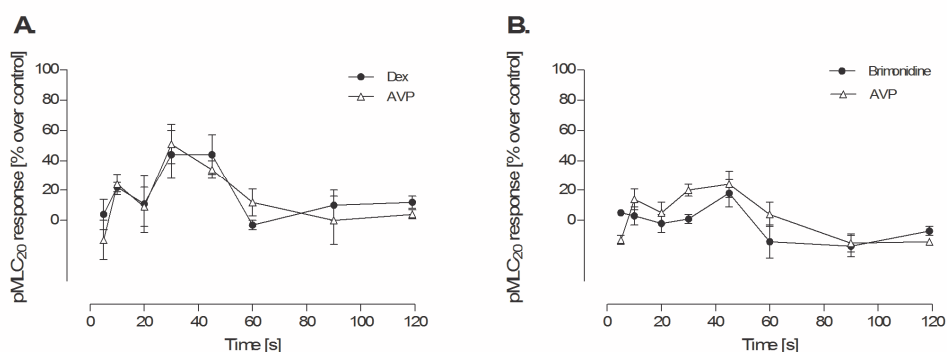 A.
pMLC20 response [% over control]
100
80
60
40
20
0
Dex
AVP
0 20 40 60 80 100 120
Time [s]
B.
pMLC20 response [% over control]
100
80
60
40
20
0
Brimonidine
AVP
0 20 40 60 80 100 120
Time [s]